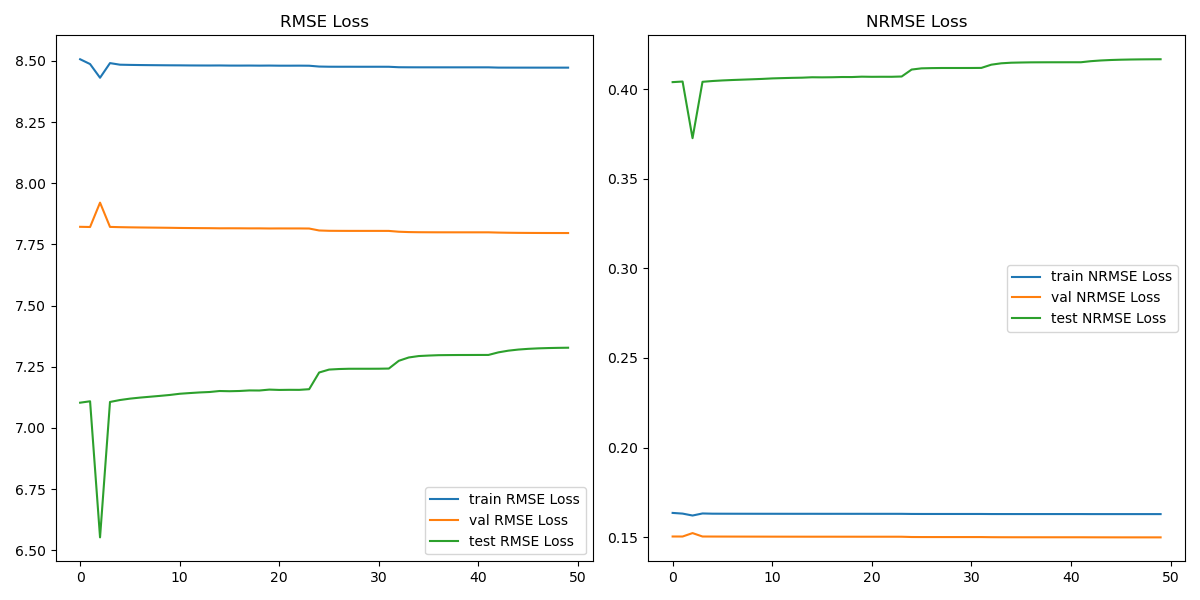 RMSE Loss
8.50
8.25
8.00
7.75
7.50
7.25
7.00
6.75
6.50
0 10 20 30 40 50
train RMSE Loss
val RMSE Loss
test RMSE Loss
NRMSE Loss
0.40
0.35
0.30
0.25
0.20
0.15
0 10 20 30 40 50
train NRMSE Loss
val NRMSE Loss
test NRMSE Loss